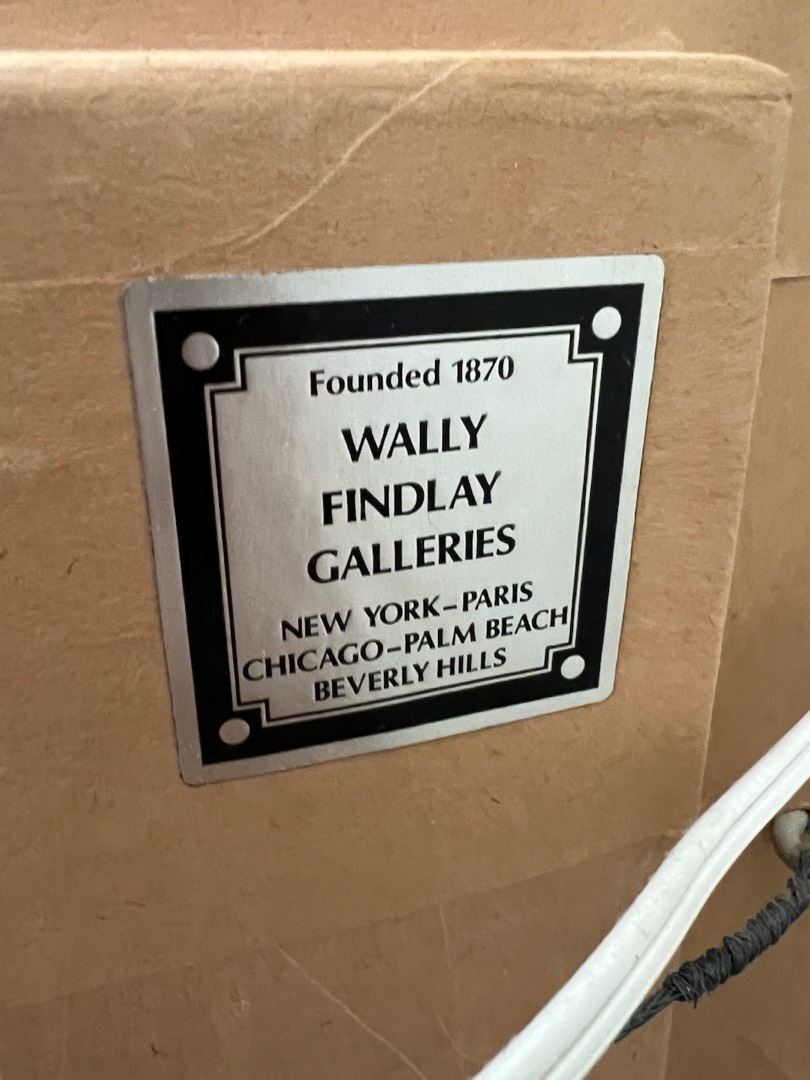 Founded 1870
WALLY
FINDLAY
GALLERIES
NEW YORK–PARIS
CHICAGO–PALM BEACH
BEVERLY HILLS